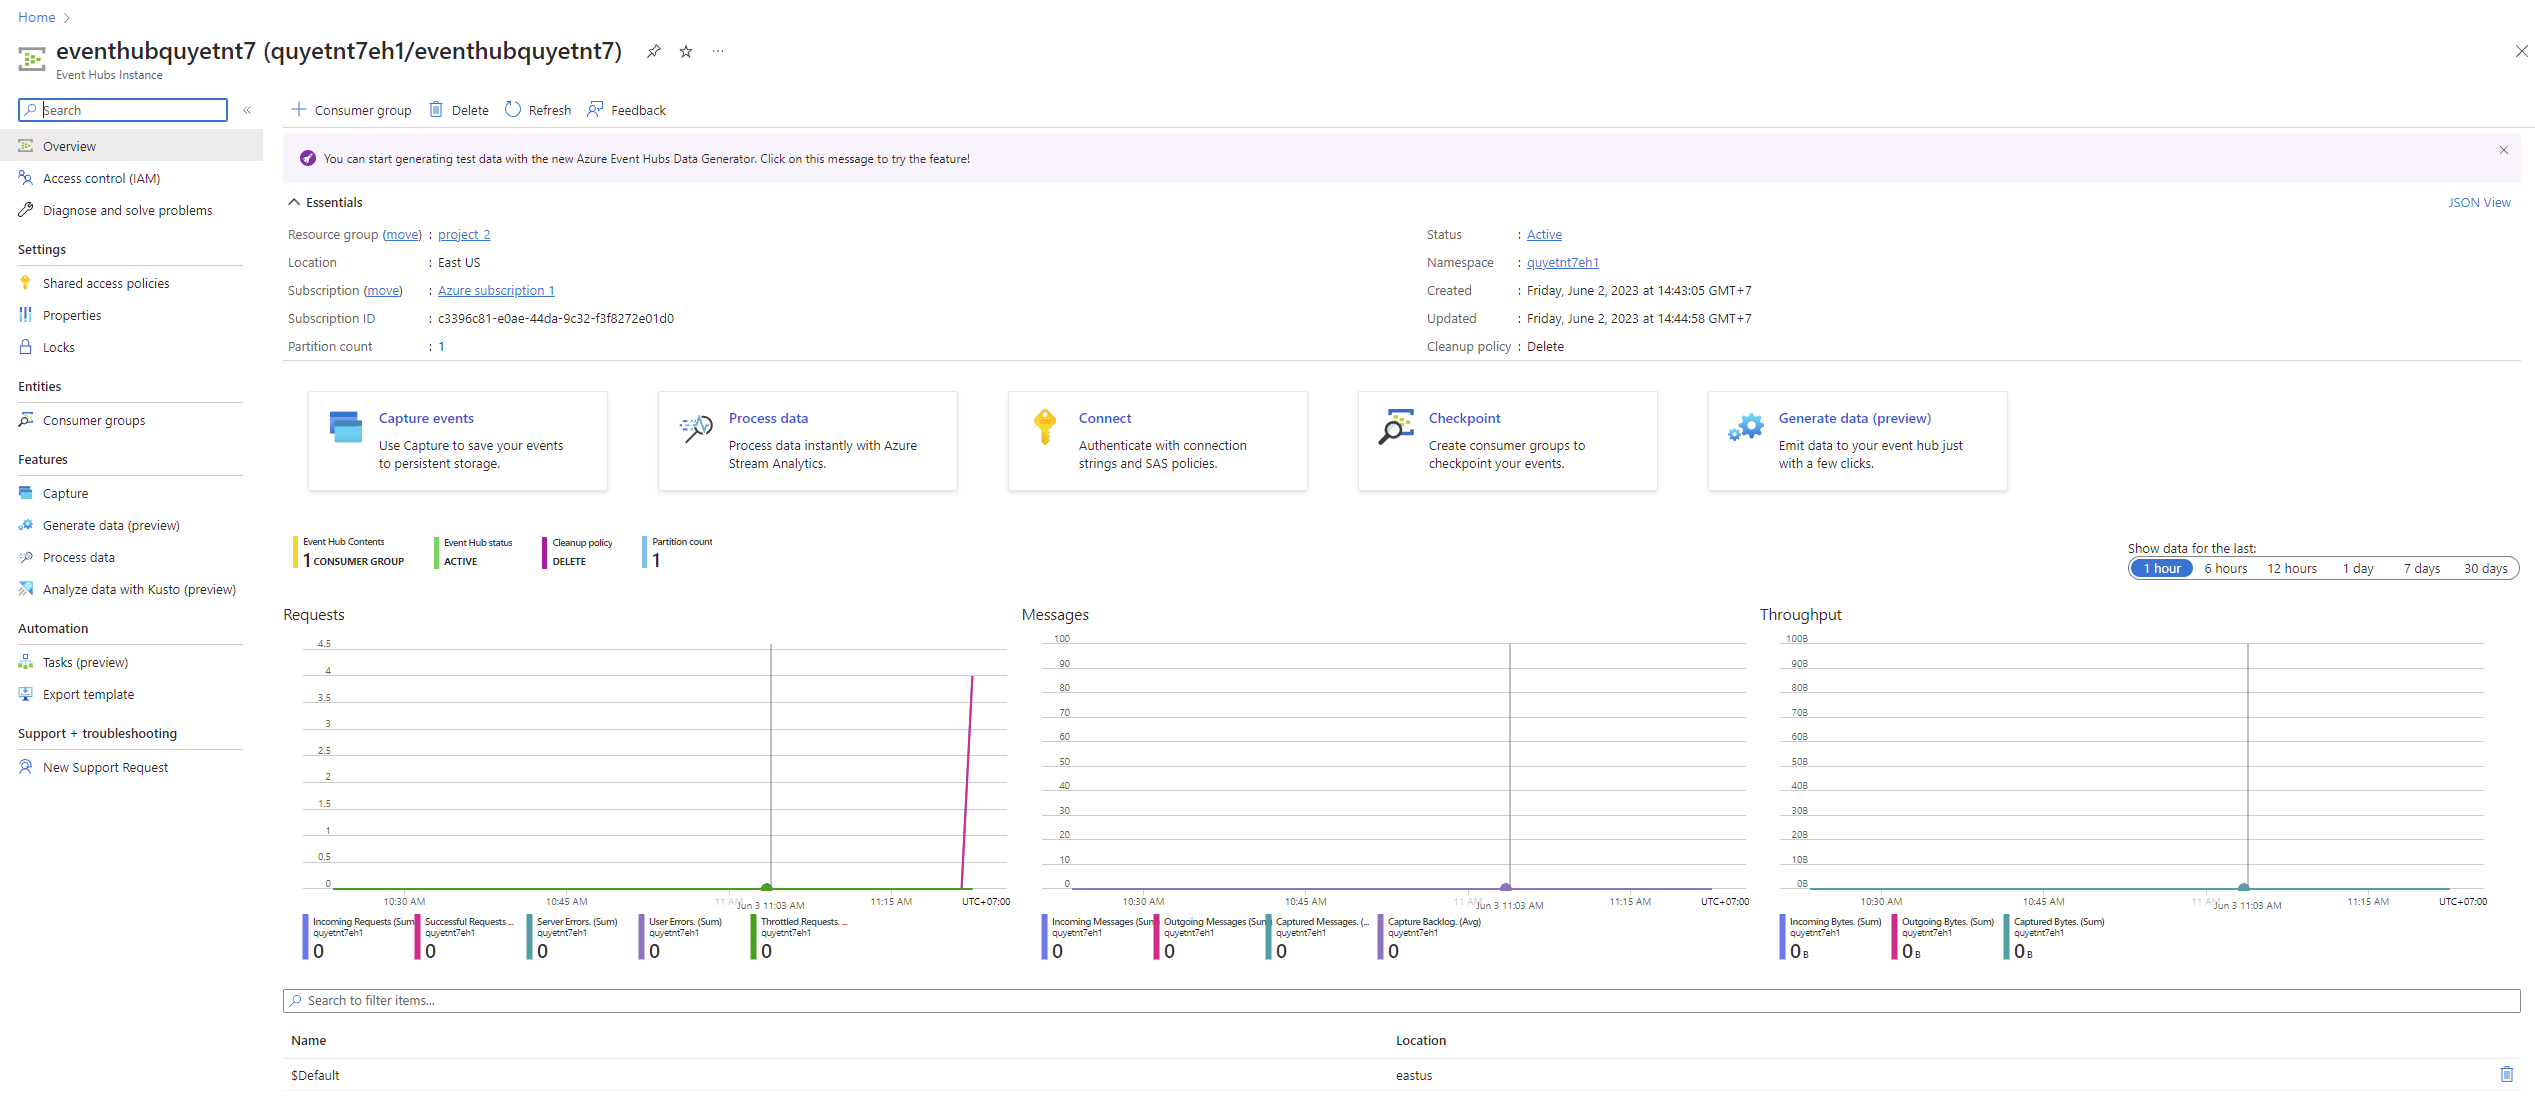 Home
eventhubquyetnt7 (quyetnt7eh1/eventhubquyetnt7)
Event Hubs Instance
Search
Overview
Access control (IAM)
Diagnose and solve problems
Settings
Shared access policies
Properties
Locks
Entities
Consumer groups
Features
Capture
Generate data (preview)
Process data
Analyze data with Kusto (preview)
Automation
Tasks (preview)
Export template
Support + troubleshooting
New Support Request
Consumer group Delete Refresh Feedback
You can start generating test data with the new Azure Event Hubs Data Generator. Click on this message to try the feature!
Essentials
JSON View
Resource group (move) : project_2
Location : East US
Subscription (move) : Azure subscription 1
Subscription ID : c3396c81-e0ae-44da-9c32-f3f8272e01d0
Partition count : 1
Status : Active
Namespace : quyetnt7eh1
Created : Friday, June 2, 2023 at 14:43:05 GMT+7
Updated : Friday, June 2, 2023 at 14:44:58 GMT+7
Cleanup policy : Delete
Capture events
Use Capture to save your events
to persistent storage.
Process data
Process data instantly with Azure
Stream Analytics.
Connect
Authenticate with connection
strings and SAS policies.
Checkpoint
Create consumer groups to
checkpoint your events.
Generate data (preview)
Emit data to your event hub just
with a few clicks.
Event Hub Contents
1 CONSUMER GROUP
Event Hub status
ACTIVE
Cleanup policy
DELETE
Partition count
1
Show data for the last:
1 hour 6 hours 12 hours 1 day 7 days 30 days
Requests
4.5
4
3.5
3
2.5
2
1.5
1
0.5
0
10:30 AM 10:45 AM 11 AM Jun 3 11:03 AM 11:15 AM UTC+07:00
Incoming Requests (Sum
quyetnt7eh1
0
Successful Requests ...
quyetnt7eh1
0
Server Errors. (Sum)
quyetnt7eh1
0
User Errors. (Sum)
quyetnt7eh1
0
Throttled Requests. ...
quyetnt7eh1
0
Messages
100
90
80
70
60
50
40
30
20
10
0
10:30 AM 10:45 AM 11 AM Jun 3 11:03 AM 11:15 AM UTC+07:00
Incoming Messages (Sum
quyetnt7eh1
0
Outgoing Messages (Sum
quyetnt7eh1
0
Captured Messages. (...
quyetnt7eh1
0
Capture Backlog. (Avg)
quyetnt7eh1
0
Throughput
100B
90B
80B
70B
60B
50B
40B
30B
20B
10B
0B
10:30 AM 10:45 AM 11 AM Jun 3 11:03 AM 11:15 AM UTC+07:00
Incoming Bytes. (Sum)
quyetnt7eh1
0 B
Outgoing Bytes. (Sum)
quyetnt7eh1
0 B
Captured Bytes. (Sum)
quyetnt7eh1
0 B
Search to filter items...
Name Location
$Default eastus